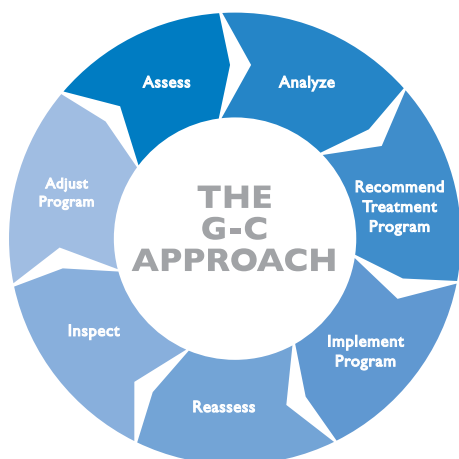 THE
G-C
APPROACH
Assess
Analyze
Recommend
Treatment
Program
Implement
Program
Reassess
Inspect
Adjust
Program